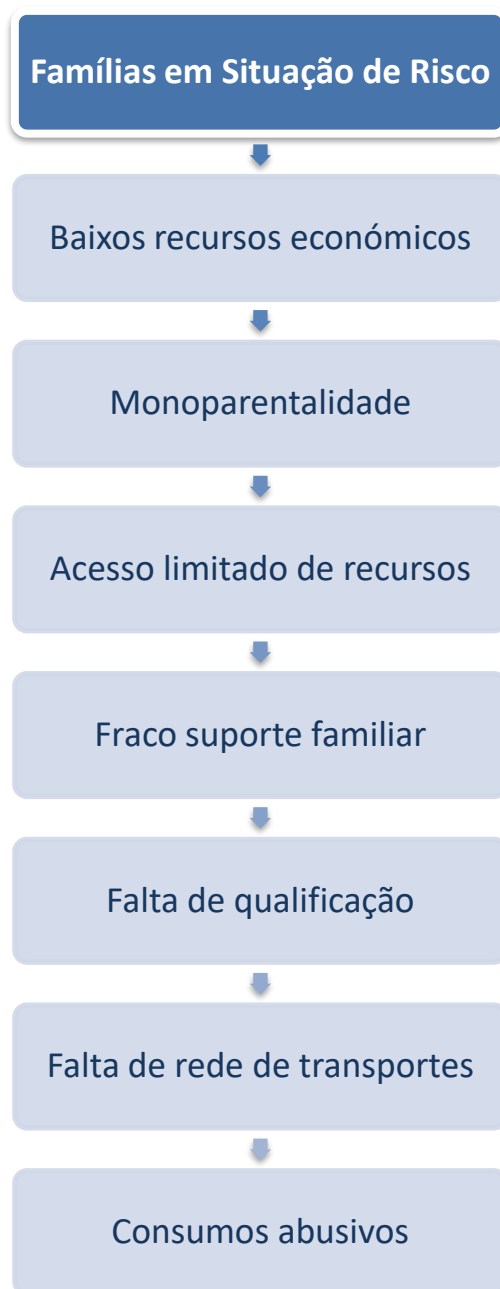 Famílias em Situação de Risco
Baixos recursos económicos
Monoparentalidade
Acesso limitado de recursos
Fraco suporte familiar
Falta de qualificação
Falta de rede de transportes
Consumos abusivos